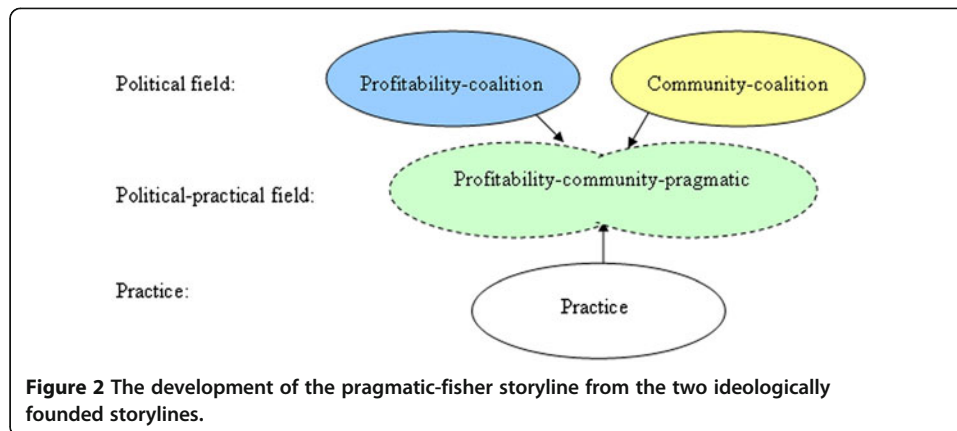 Political field:
Profitability-coalition
Community-coalition
Political-practical field:
Profitability-community-pragmatic
Practice:
Practice
Figure 2 The development of the pragmatic-fisher storyline from the two ideologically
founded storylines.